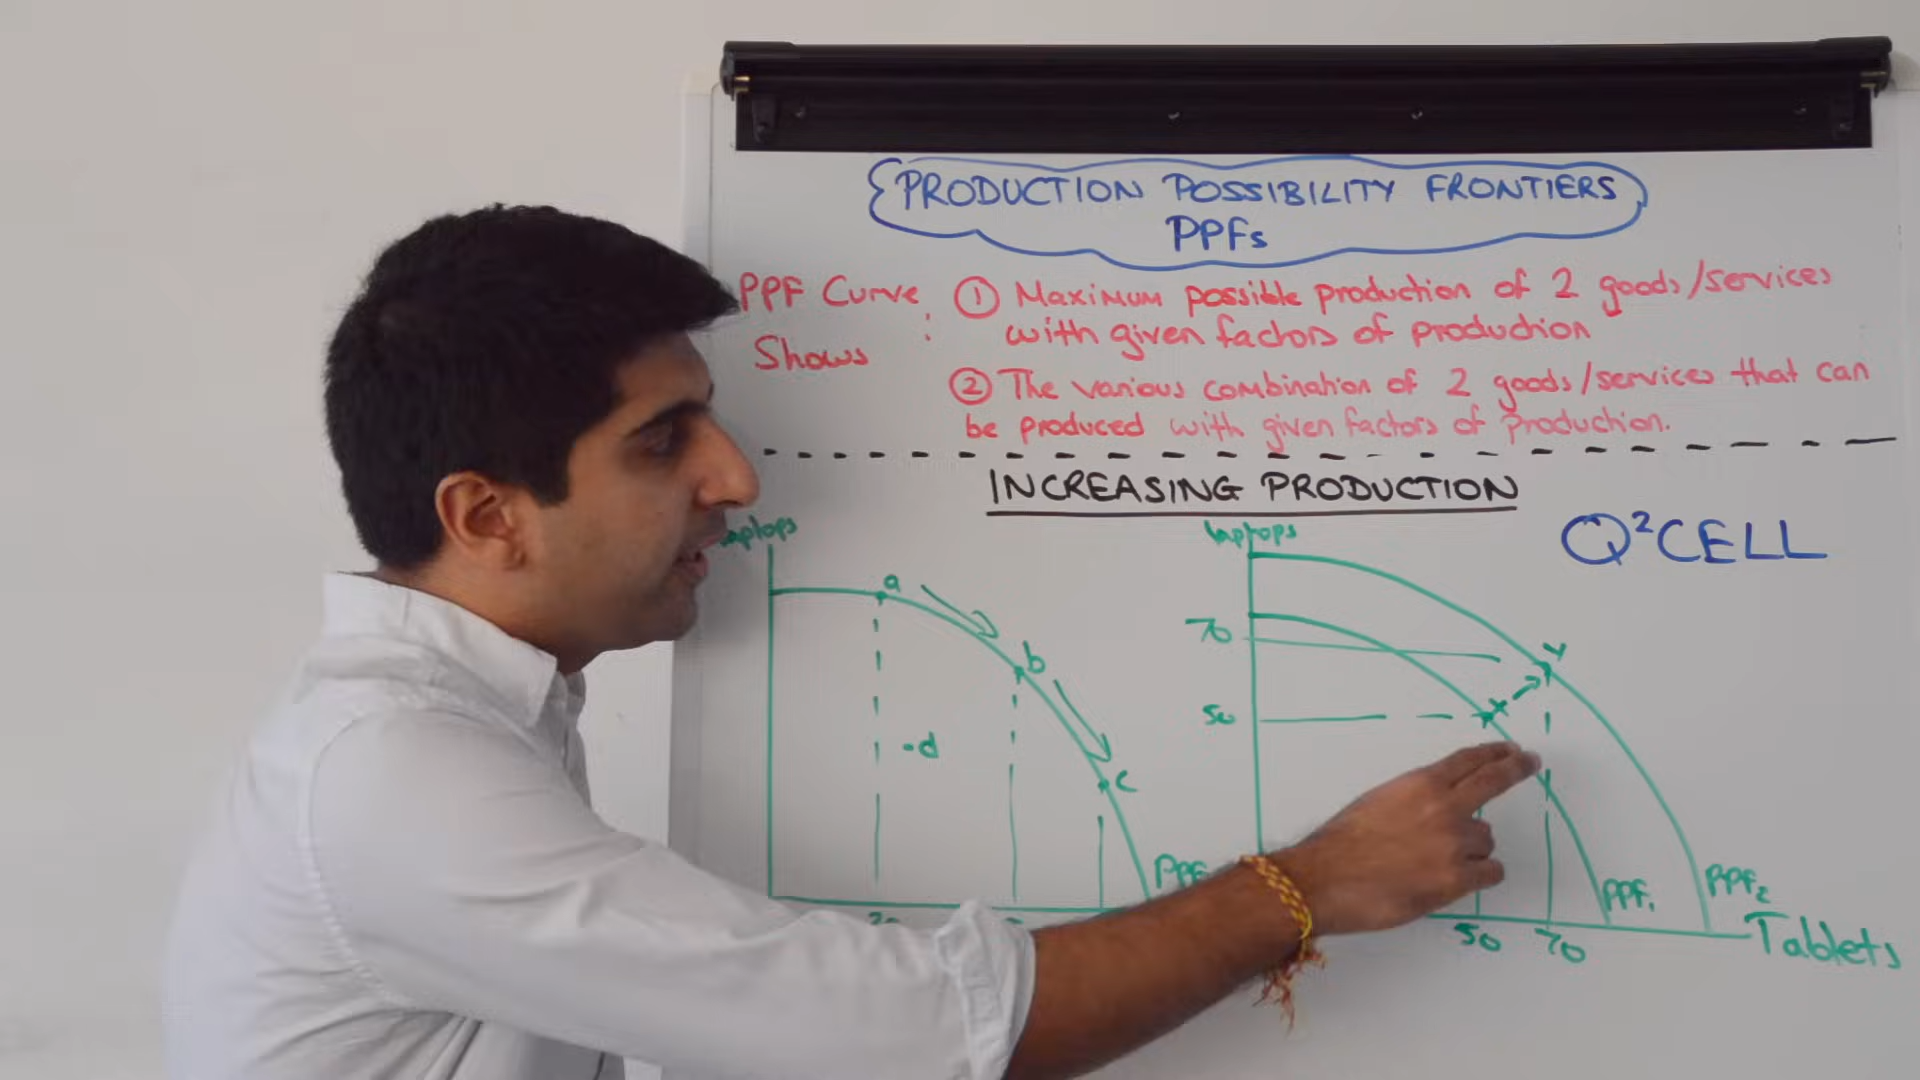 PRODUCTION POSSIBILITY FRONTIERS
PPFs
PPF Curve :
Shows
① Maximum possible production of 2 goods/services
with given factors of production
② The various combination of 2 goods/services that can
be produced with given factors of production.
INCREASING PRODUCTION
Q²CELL
a
b
-d
c
PPF
laptops
70
50
x
y
PPF₁
PPF₂
50
70
Tablets